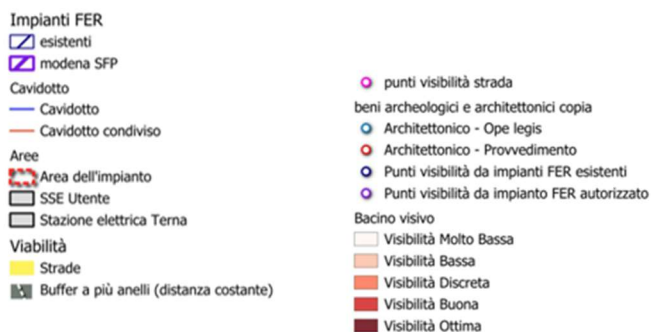 Impianti FER
esistenti
modena SFP
Cavidotto
Cavidotto
Cavidotto condiviso
Aree
Area dell'impianto
SSE Utente
Stazione elettrica Terna
Viabilità
Strade
Buffer a più anelli (distanza costante)
punti visibilità strada
beni archeologici e architettonici copia
Architettonico - Ope legis
Architettonico - Provvedimento
Punti visibilità da impianti FER esistenti
Punti visibilità da impianto FER autorizzato
Bacino visivo
Visibilità Molto Bassa
Visibilità Bassa
Visibilità Discreta
Visibilità Buona
Visibilità Ottima